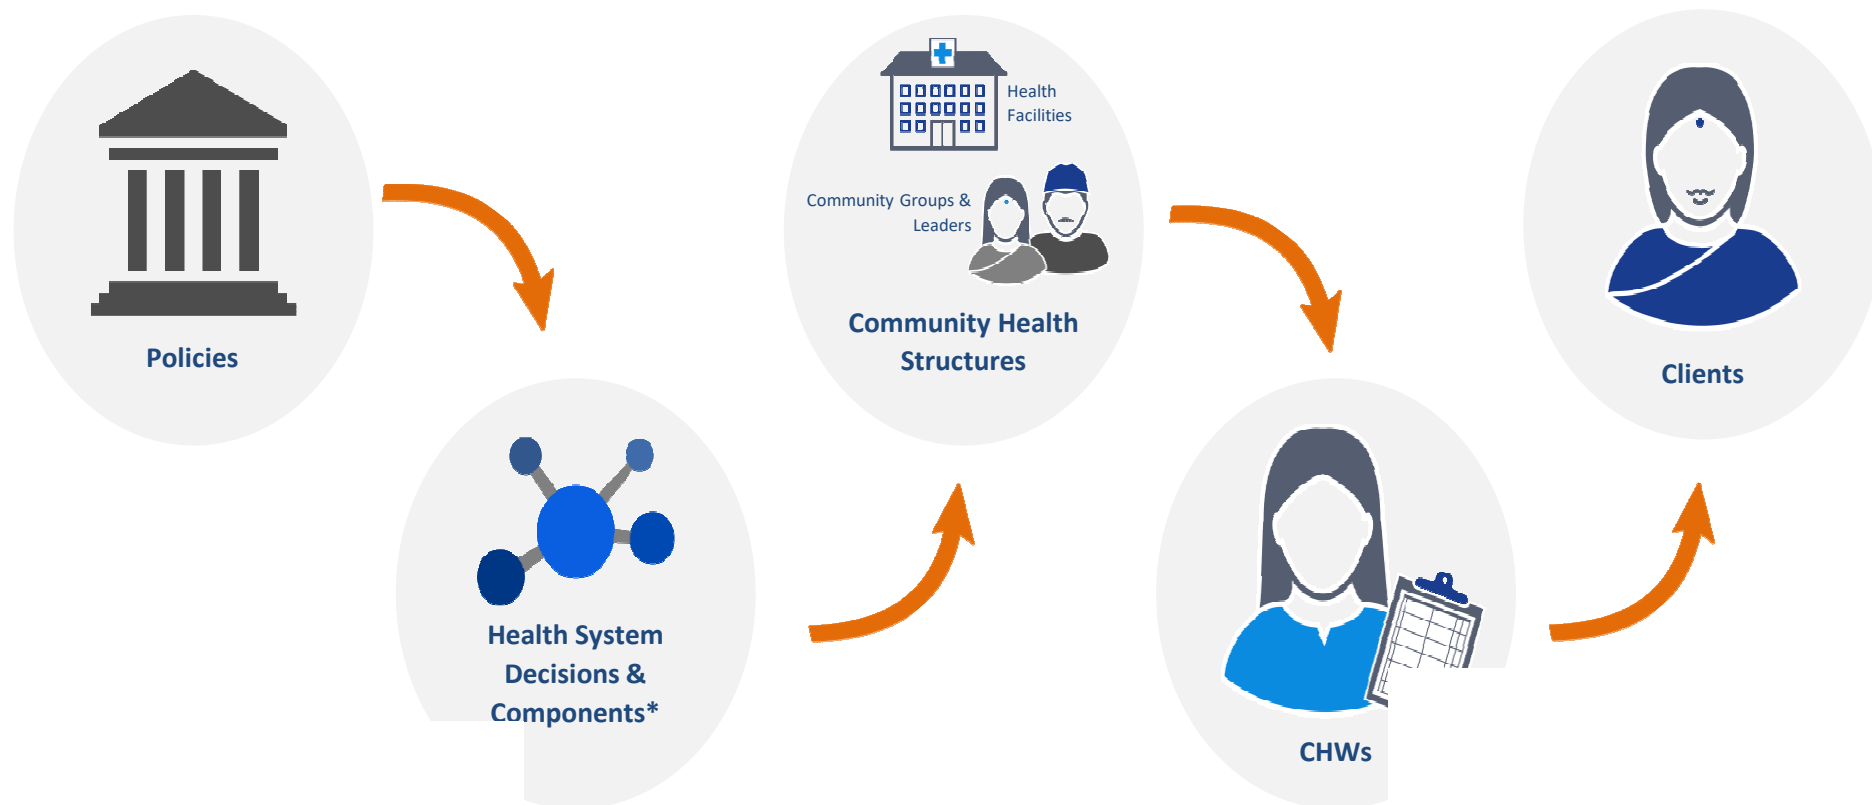 Policies
Health System
Decisions &
Components*
Health
Facilities
Community Groups &
Leaders
Community Health
Structures
CHWs
Clients